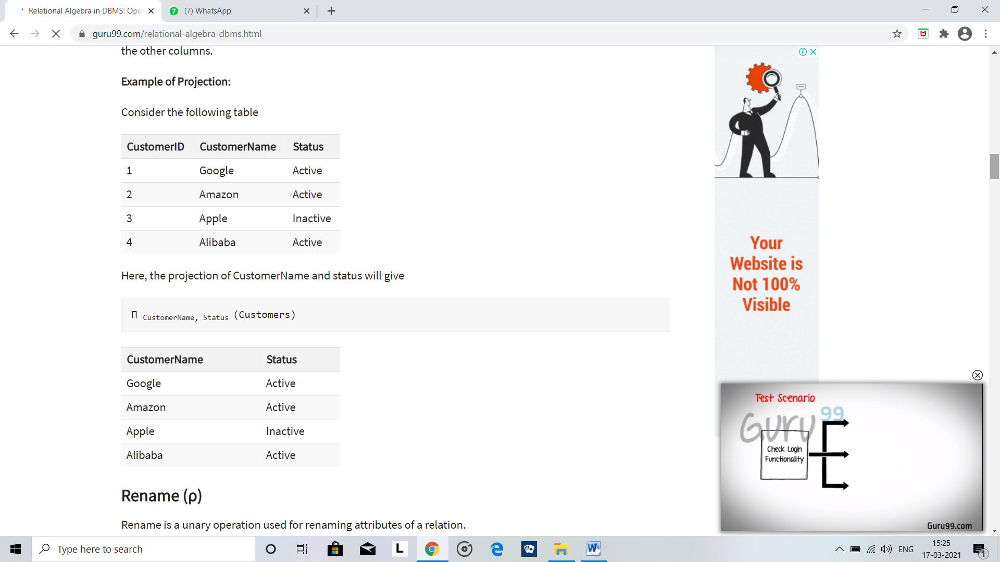 Relational Algebra in DBMS: Ope
(7) WhatsApp
guru99.com/relational-algebra-dbms.html
the other columns.
Example of Projection:
Consider the following table
CustomerID CustomerName Status
1 Google Active
2 Amazon Active
3 Apple Inactive
4 Alibaba Active
Here, the projection of CustomerName and status will give
Π CustomerName, Status (Customers)
CustomerName Status
Google Active
Amazon Active
Apple Inactive
Alibaba Active
Rename (ρ)
Rename is a unary operation used for renaming attributes of a relation.
Your
Website is
Not 100%
Visible
Test Scenario
Guru99
Check Login
Functionality
Guru99.com
Type here to search
L
ENG
15:25
17-03-2021
1